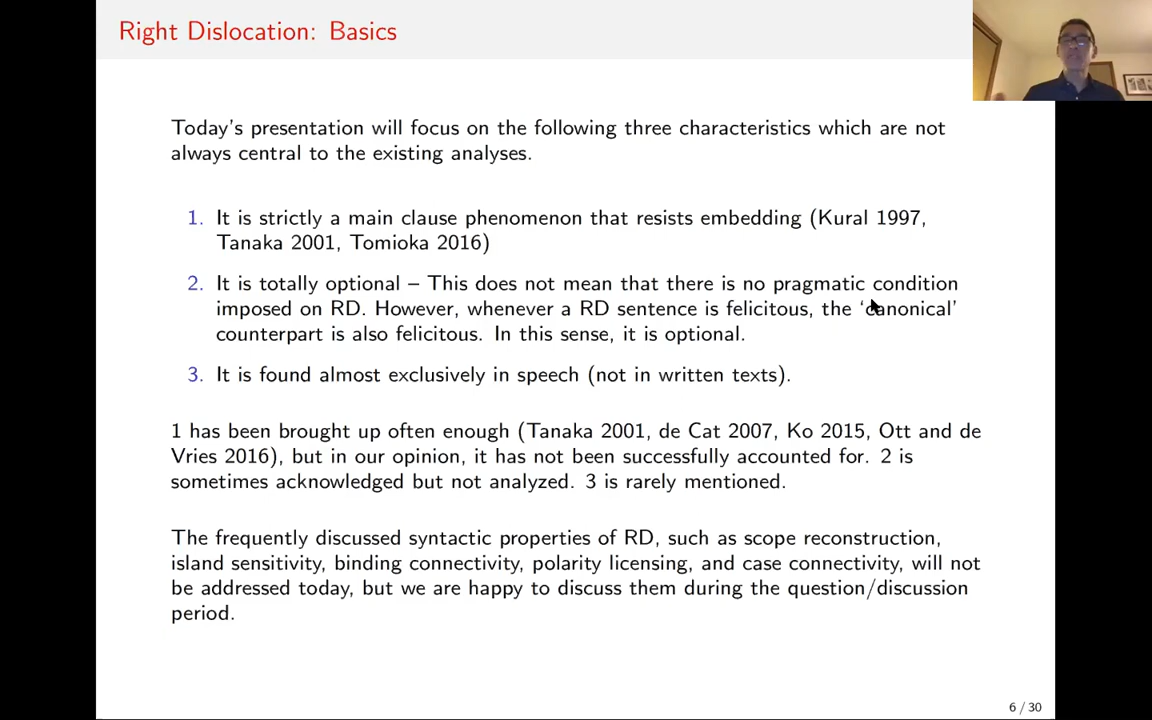 Right Dislocation: Basics
Today's presentation will focus on the following three characteristics which are not
always central to the existing analyses.
1. It is strictly a main clause phenomenon that resists embedding (Kural 1997,
Tanaka 2001, Tomioka 2016)
2. It is totally optional – This does not mean that there is no pragmatic condition
imposed on RD. However, whenever a RD sentence is felicitous, the 'canonical'
counterpart is also felicitous. In this sense, it is optional.
3. It is found almost exclusively in speech (not in written texts).
1 has been brought up often enough (Tanaka 2001, de Cat 2007, Ko 2015, Ott and de
Vries 2016), but in our opinion, it has not been successfully accounted for. 2 is
sometimes acknowledged but not analyzed. 3 is rarely mentioned.
The frequently discussed syntactic properties of RD, such as scope reconstruction,
island sensitivity, binding connectivity, polarity licensing, and case connectivity, will not
be addressed today, but we are happy to discuss them during the question/discussion
period.
6 / 30